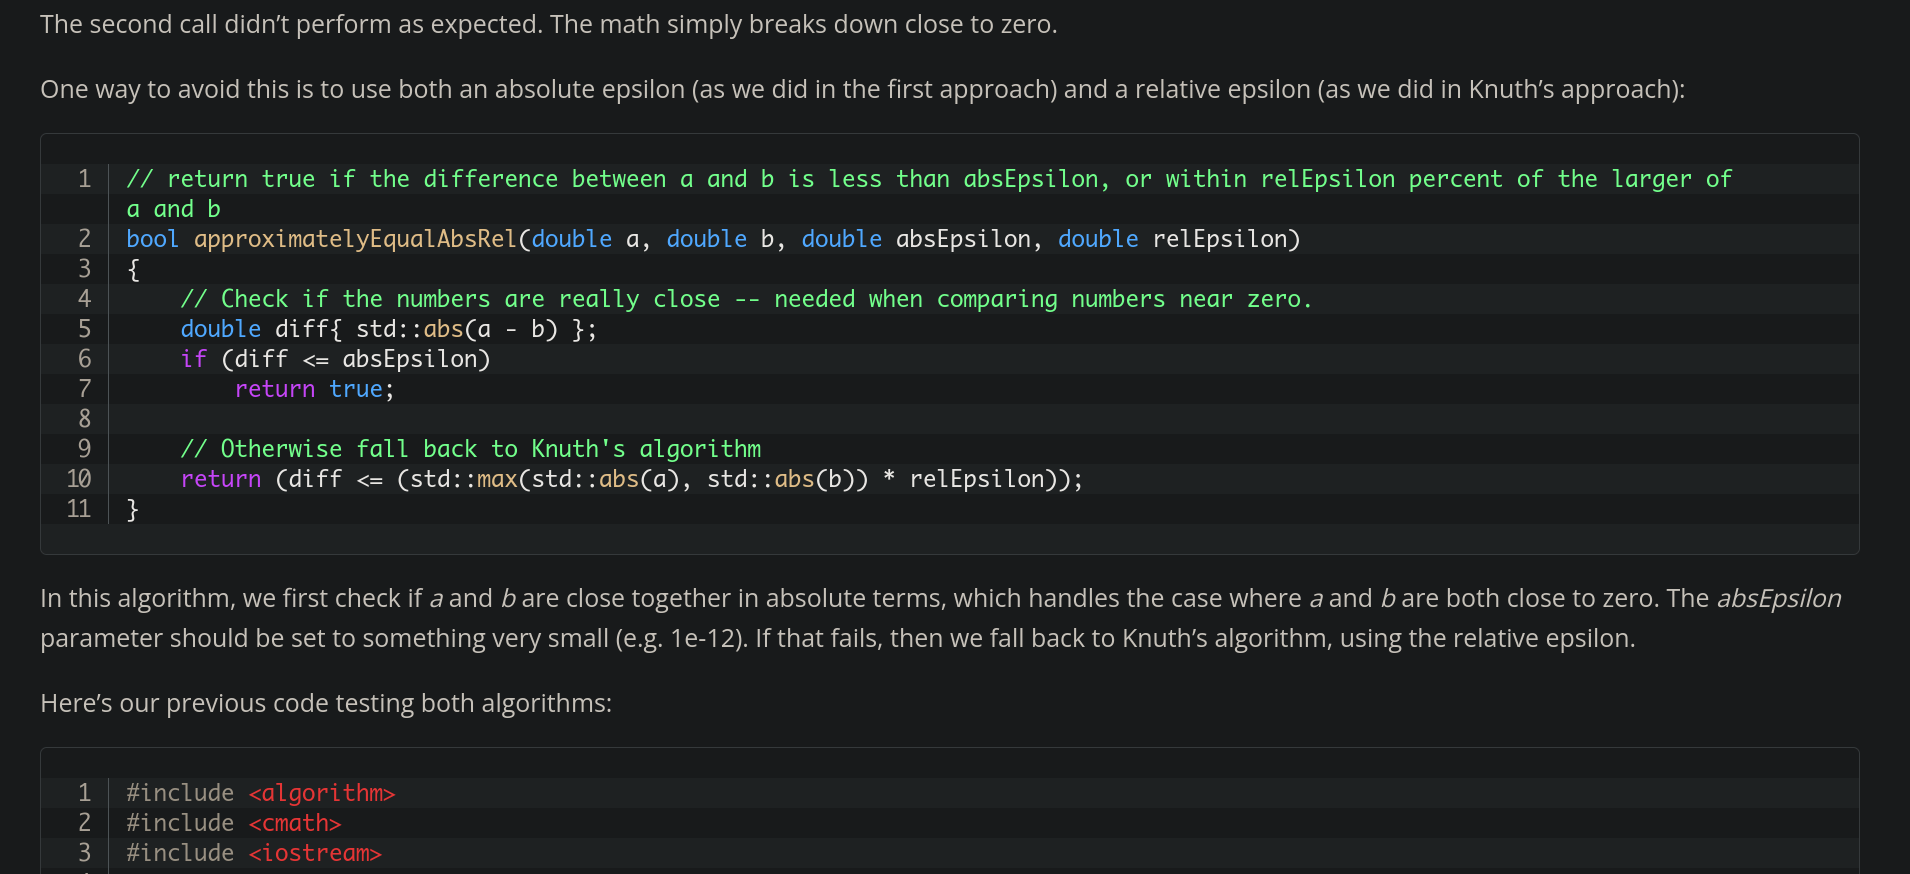 The second call didn’t perform as expected. The math simply breaks down close to zero.
One way to avoid this is to use both an absolute epsilon (as we did in the first approach) and a relative epsilon (as we did in Knuth’s approach):
1 // return true if the difference between a and b is less than absEpsilon, or within relEpsilon percent of the larger of
a and b
2 bool approximatelyEqualAbsRel(double a, double b, double absEpsilon, double relEpsilon)
3 {
4     // Check if the numbers are really close -- needed when comparing numbers near zero.
5     double diff{ std::abs(a - b) };
6     if (diff <= absEpsilon)
7         return true;
8
9     // Otherwise fall back to Knuth's algorithm
10     return (diff <= (std::max(std::abs(a), std::abs(b)) * relEpsilon));
11 }
In this algorithm, we first check if a and b are close together in absolute terms, which handles the case where a and b are both close to zero. The absEpsilon
parameter should be set to something very small (e.g. 1e-12). If that fails, then we fall back to Knuth’s algorithm, using the relative epsilon.
Here’s our previous code testing both algorithms:
1 #include <algorithm>
2 #include <cmath>
3 #include <iostream>